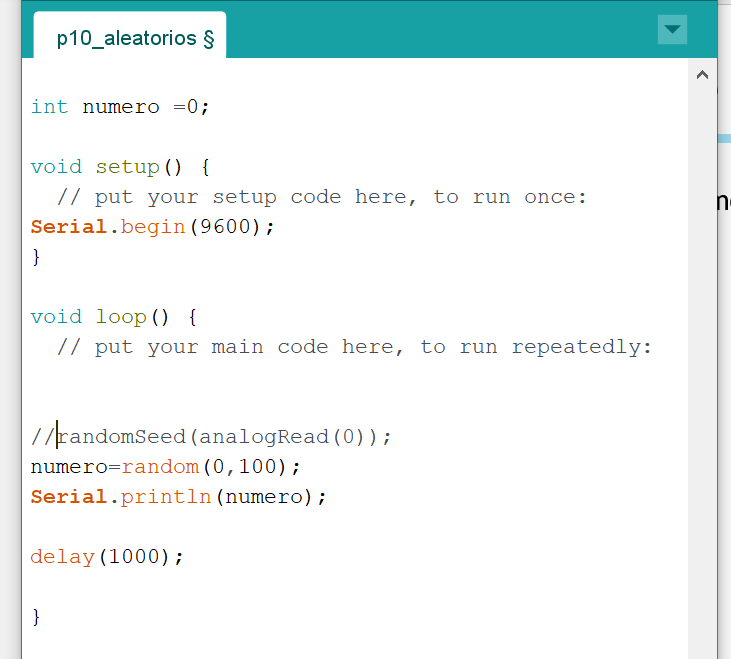 p10_aleatorios §
int numero =0;
void setup() {
// put your setup code here, to run once:
Serial.begin(9600);
}
void loop() {
// put your main code here, to run repeatedly:
//randomSeed(analogRead(0));
numero=random(0,100);
Serial.println(numero);
delay(1000);
}